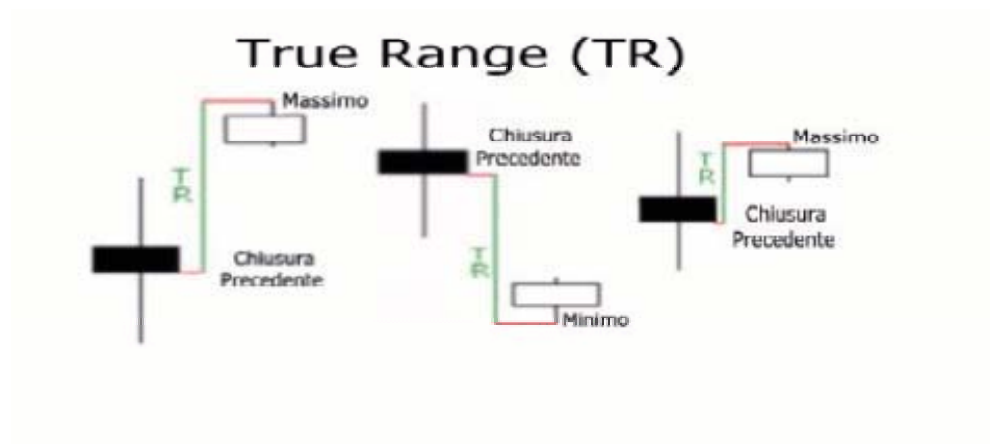 True Range (TR)
Massimo
TR
Chiusura
Precedente
Chiusura
Precedente
TR
Minimo
Massimo
TR
Chiusura
Precedente